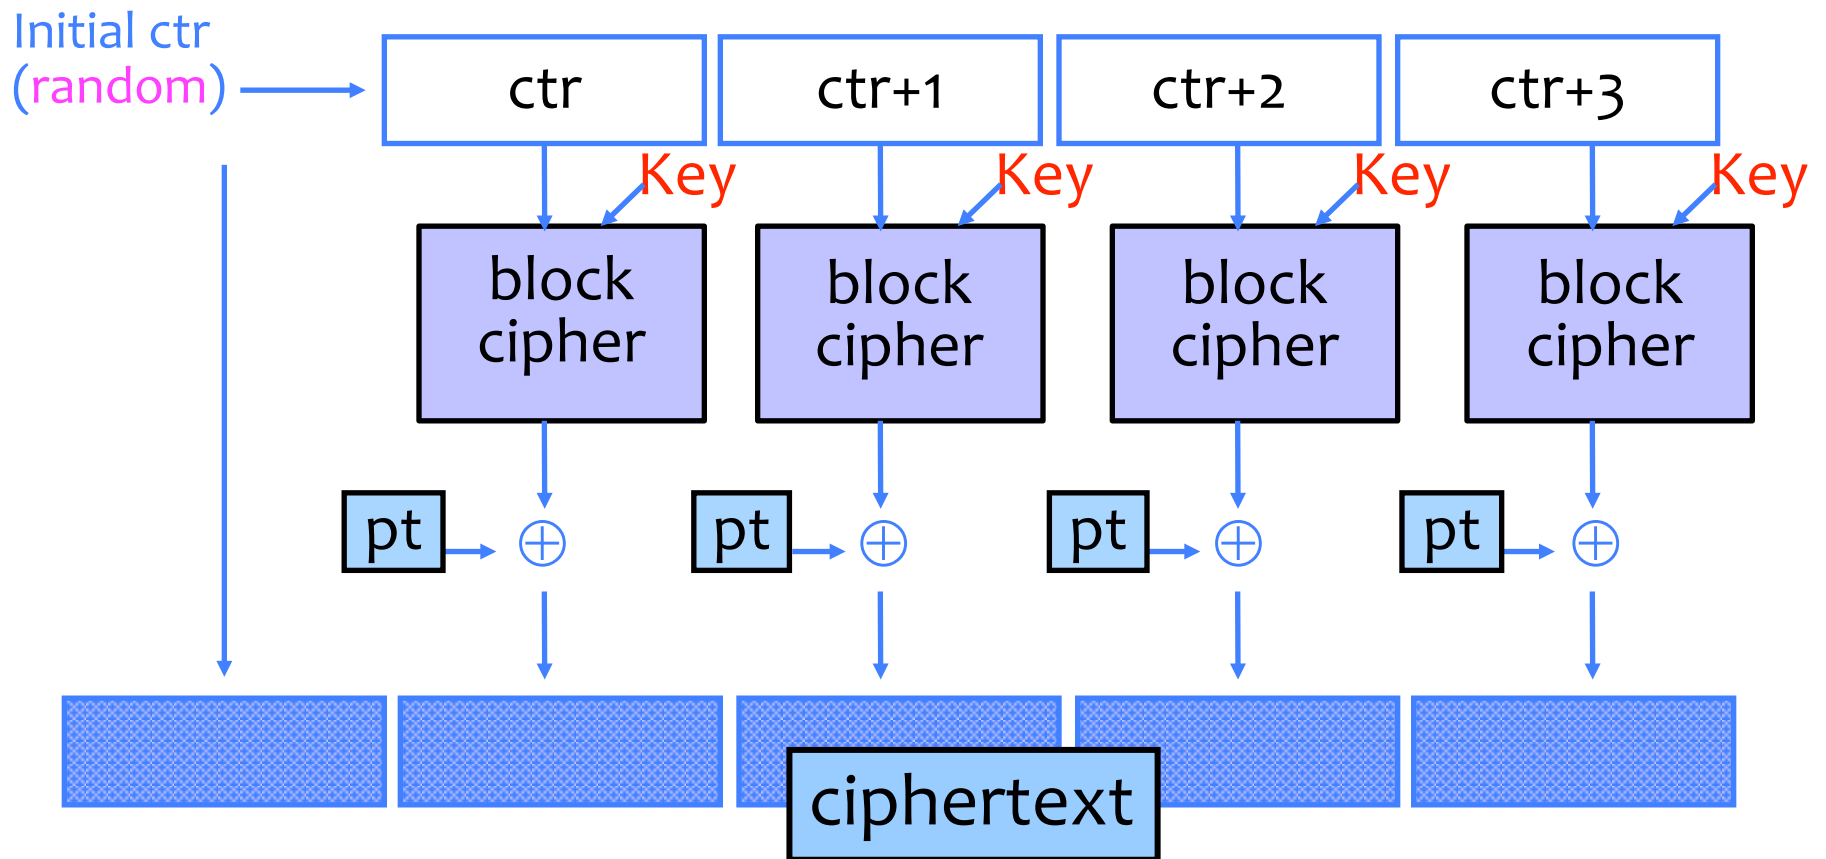 Initial ctr
(random)
ctr
ctr+1
ctr+2
ctr+3
Key
Key
Key
Key
block
cipher
block
cipher
block
cipher
block
cipher
pt
pt
pt
pt
ciphertext